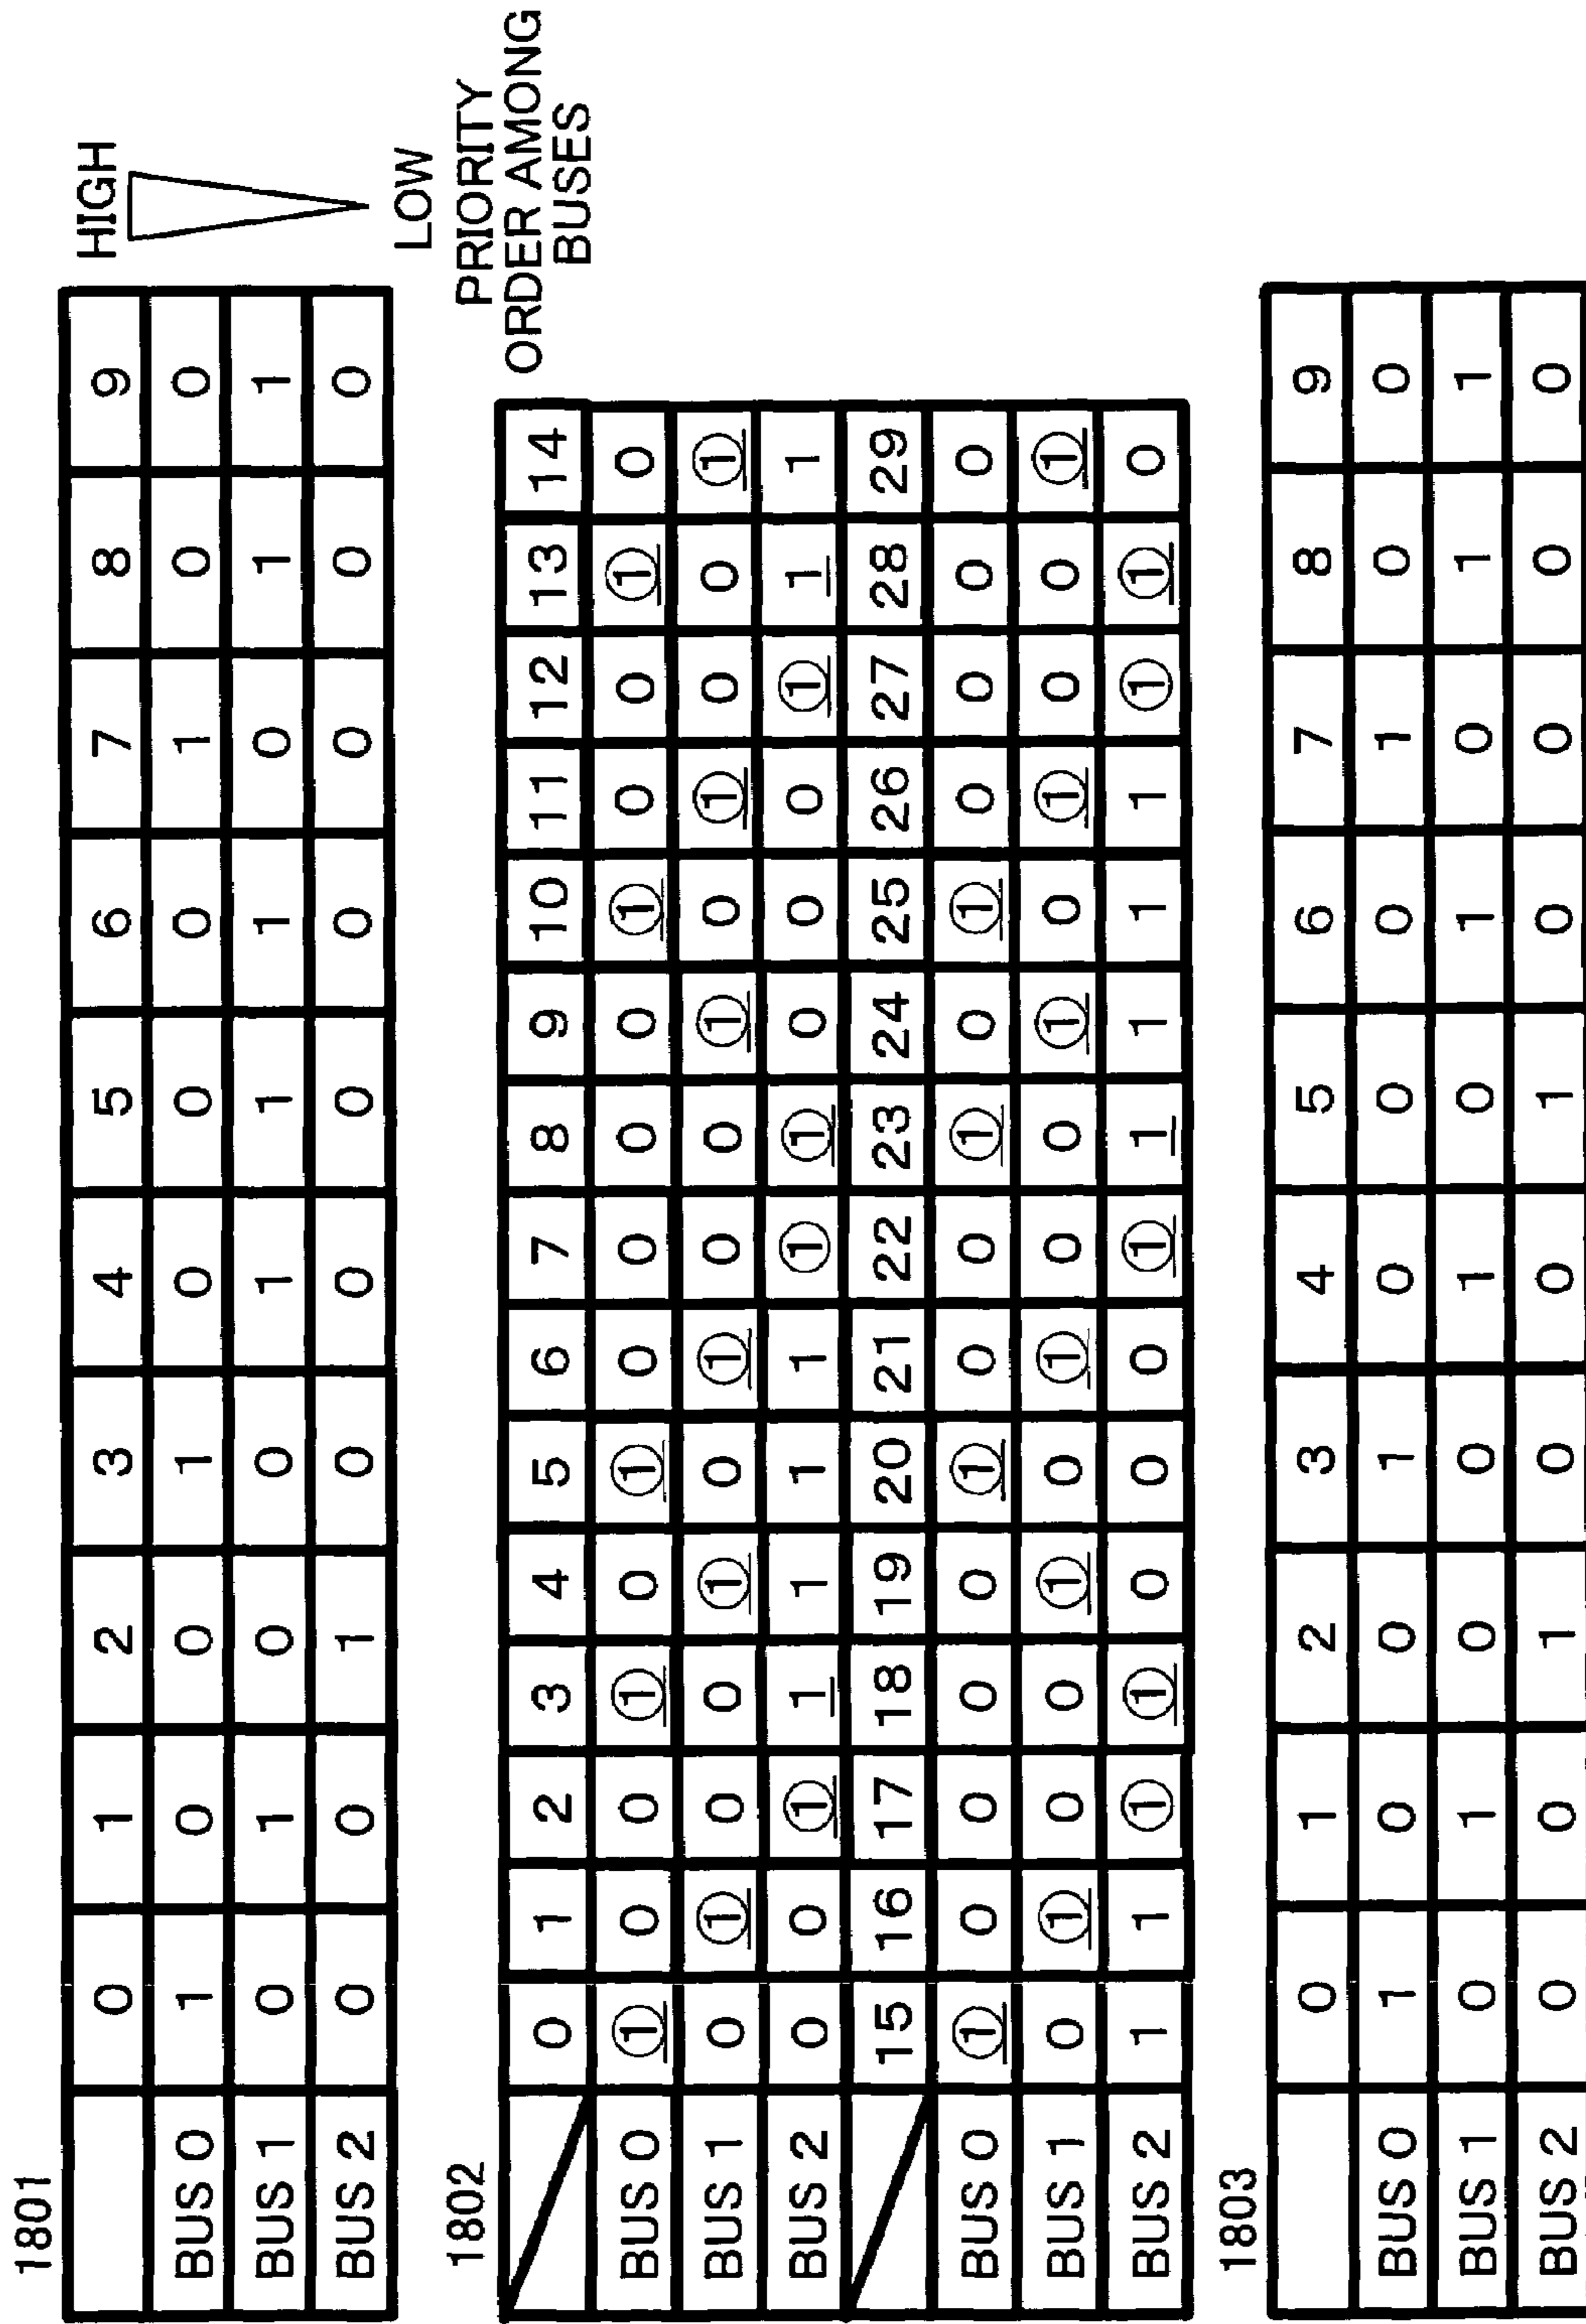 1801
0 1 2 3 4 5 6 7 8 9
BUS 0 1 0 0 1 0 0 0 1 0 0
BUS 1 0 1 0 0 1 1 1 0 1 1
BUS 2 0 0 1 0 0 0 0 0 0 0
HIGH
LOW
PRIORITY
ORDER AMONG
BUSES
1802
0 1 2 3 4 5 6 7 8 9 10 11 12 13 14
BUS 0 ① 0 0 ① 0 ① 0 0 0 0 ① 0 0 ① 0
BUS 1 0 ① 0 0 ① 0 ① 0 0 ① 0 ① 0 0 ①
BUS 2 0 0 ① 1 1 1 1 ① ① 0 0 0 ① 1 1
15 16 17 18 19 20 21 22 23 24 25 26 27 28 29
BUS 0 ① 0 0 0 0 ① 0 0 ① 0 ① 0 0 0 0
BUS 1 0 ① 0 0 ① 0 ① 0 0 ① 0 ① 0 0 ①
BUS 2 1 1 ① ① 0 0 0 ① 1 1 1 1 ① ① 0
1803
0 1 2 3 4 5 6 7 8 9
BUS 0 1 0 0 1 0 0 0 1 0 0
BUS 1 0 1 0 0 1 0 1 0 1 1
BUS 2 0 0 1 0 0 1 0 0 0 0